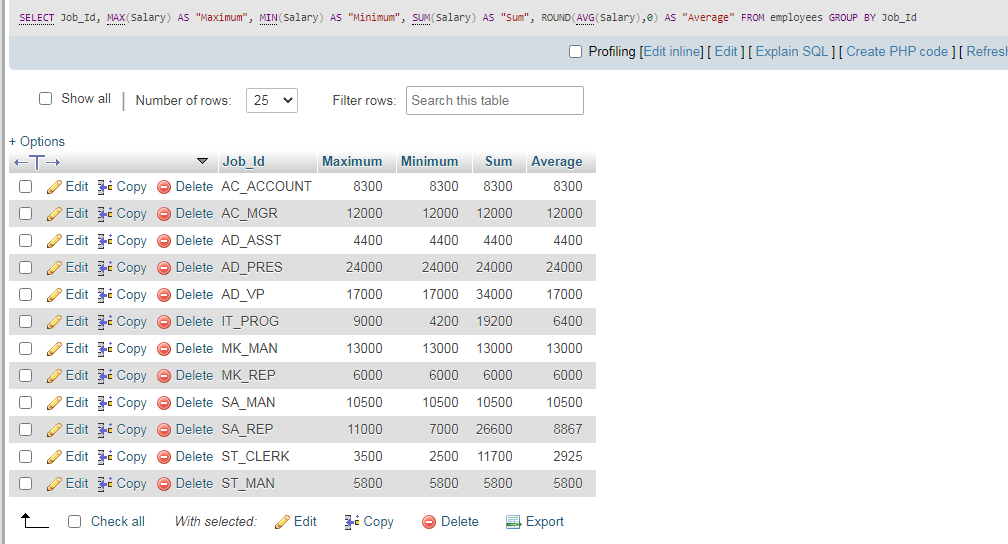 SELECT Job_Id, MAX(Salary) AS "Maximum", MIN(Salary) AS "Minimum", SUM(Salary) AS "Sum", ROUND(AVG(Salary),0) AS "Average" FROM employees GROUP BY Job_Id
Profiling [Edit inline] [ Edit ] [ Explain SQL ] [ Create PHP code ] [ Refresh
Show all | Number of rows: 25 Filter rows: Search this table
+ Options
Job_Id Maximum Minimum Sum Average
Edit Copy Delete AC_ACCOUNT 8300 8300 8300 8300
Edit Copy Delete AC_MGR 12000 12000 12000 12000
Edit Copy Delete AD_ASST 4400 4400 4400 4400
Edit Copy Delete AD_PRES 24000 24000 24000 24000
Edit Copy Delete AD_VP 17000 17000 34000 17000
Edit Copy Delete IT_PROG 9000 4200 19200 6400
Edit Copy Delete MK_MAN 13000 13000 13000 13000
Edit Copy Delete MK_REP 6000 6000 6000 6000
Edit Copy Delete SA_MAN 10500 10500 10500 10500
Edit Copy Delete SA_REP 11000 7000 26600 8867
Edit Copy Delete ST_CLERK 3500 2500 11700 2925
Edit Copy Delete ST_MAN 5800 5800 5800 5800
Check all With selected: Edit Copy Delete Export